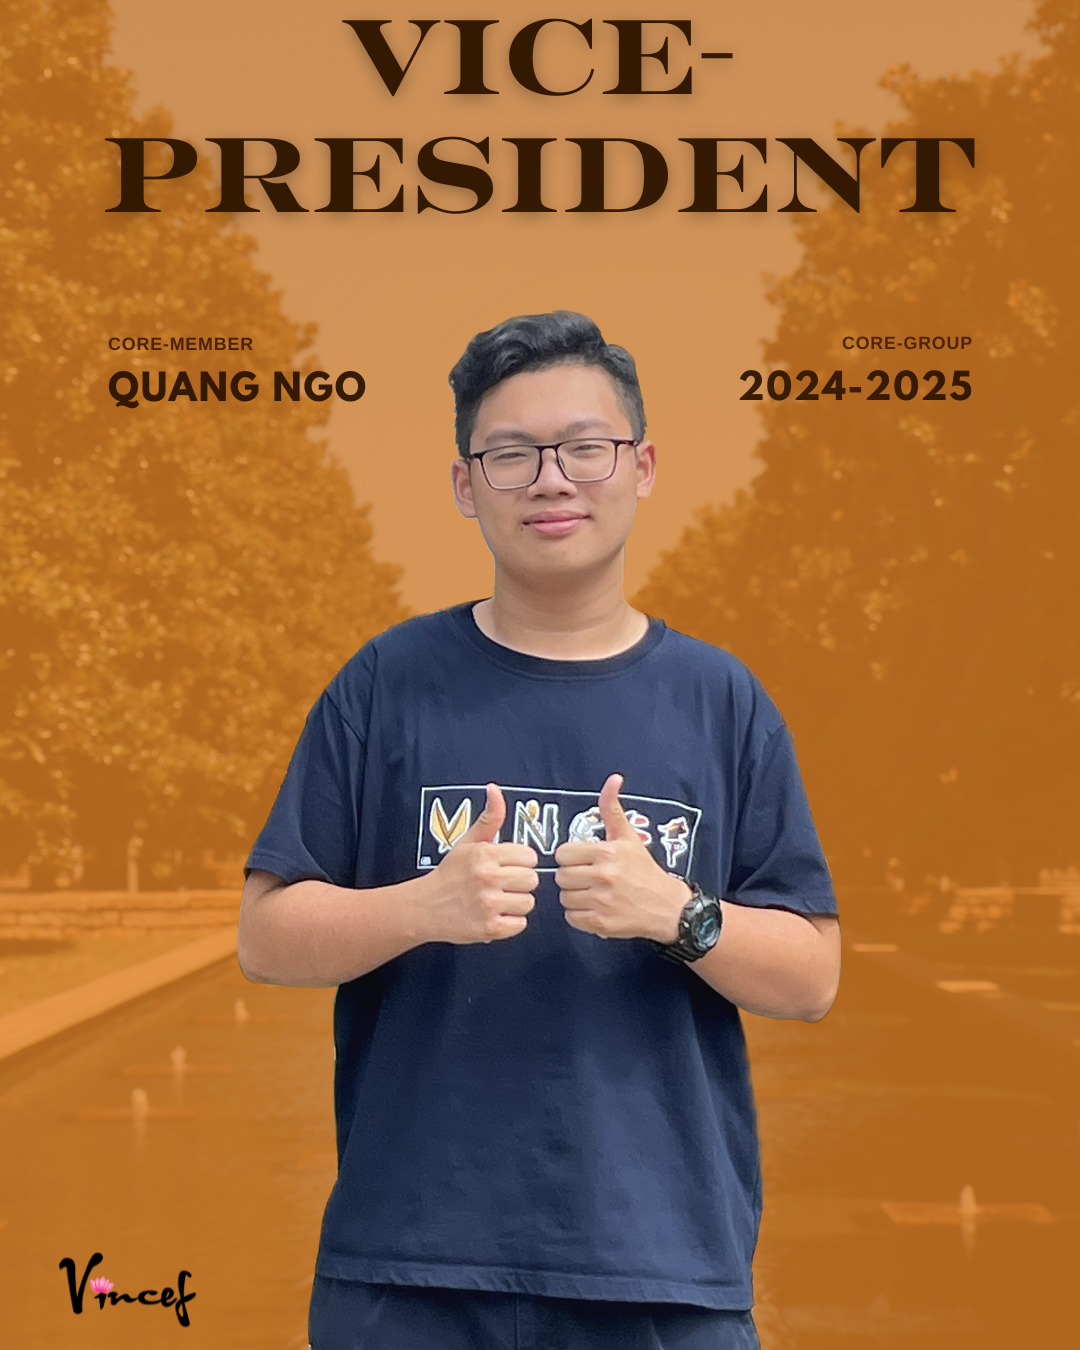 VICE-
PRESIDENT
CORE-MEMBER
QUANG NGO
CORE-GROUP
2024-2025
Vincef